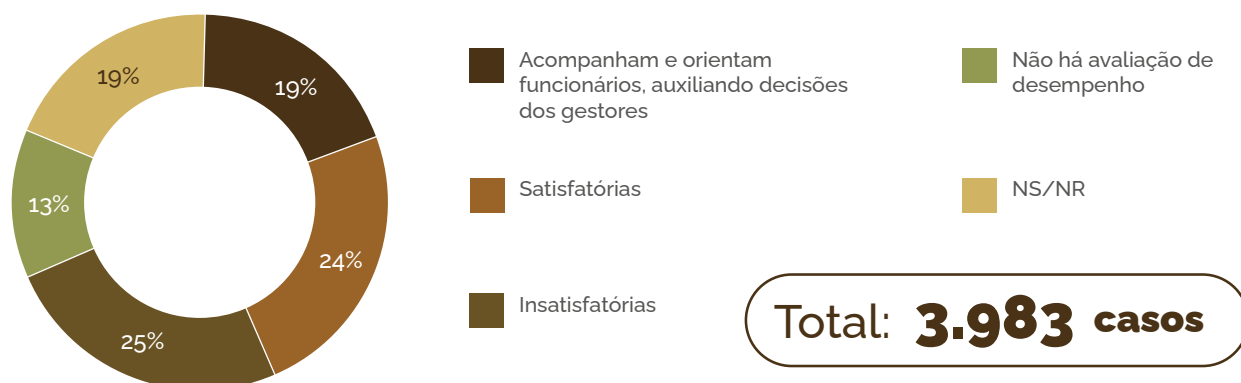 19%
19%
24%
25%
13%
Acompanham e orientam
funcionários, auxiliando decisões
dos gestores
Satisfatórias
Insatisfatórias
Não há avaliação de
desempenho
NS/NR
Total: 3.983 casos